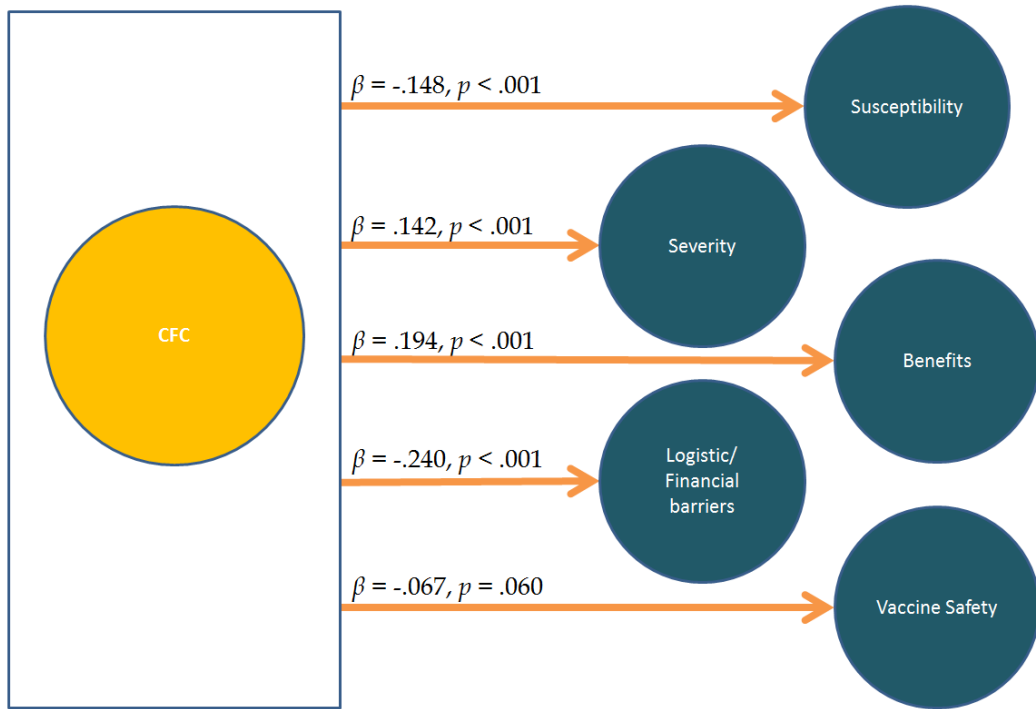 β = -.148, p < .001
Susceptibility
β = .142, p < .001
Severity
CFC
β = .194, p < .001
Benefits
β = -.240, p < .001
Logistic/
Financial
barriers
β = -.067, p = .060
Vaccine Safety